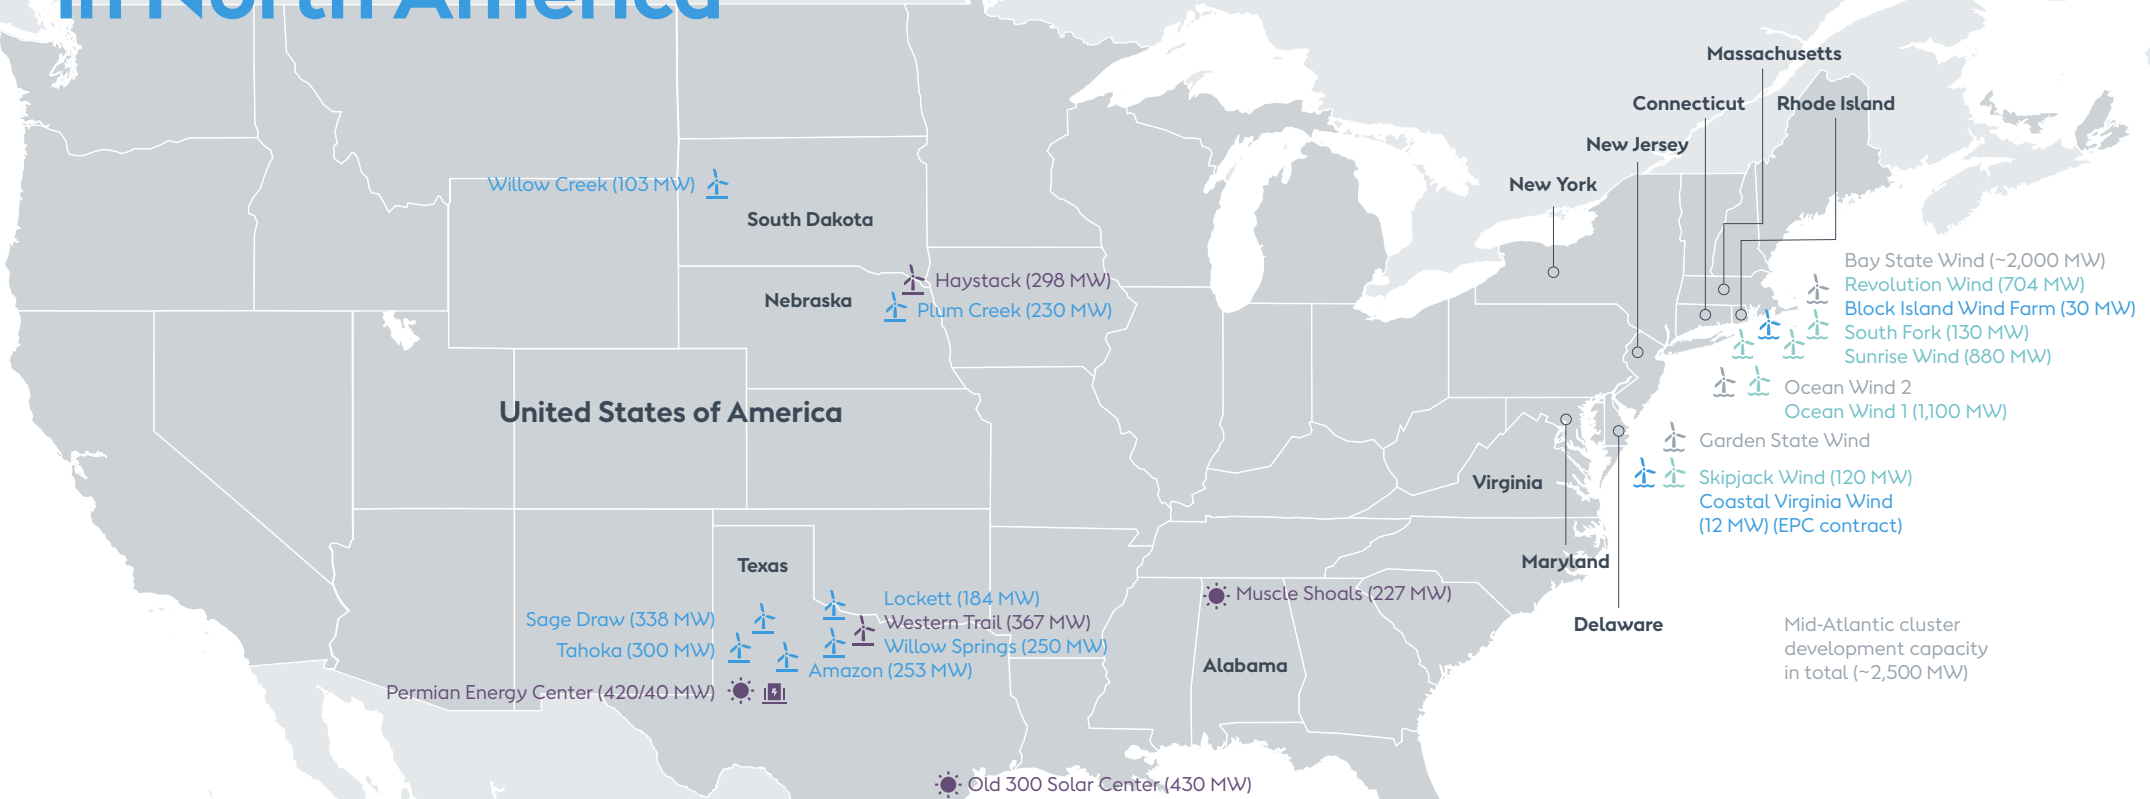 in North America
Massachusetts
Connecticut
Rhode Island
New Jersey
New York
Willow Creek (103 MW)
South Dakota
Haystack (298 MW)
Nebraska
Plum Creek (230 MW)
Bay State Wind (~2,000 MW)
Revolution Wind (704 MW)
Block Island Wind Farm (30 MW)
South Fork (130 MW)
Sunrise Wind (880 MW)
Ocean Wind 2
Ocean Wind 1 (1,100 MW)
United States of America
Garden State Wind
Virginia
Skipjack Wind (120 MW)
Coastal Virginia Wind
(12 MW) (EPC contract)
Maryland
Texas
Delaware
Lockett (184 MW)
Sage Draw (338 MW)
Western Trail (367 MW)
Tahoka (300 MW)
Willow Springs (250 MW)
Amazon (253 MW)
Permian Energy Center (420/40 MW)
Muscle Shoals (227 MW)
Alabama
Mid-Atlantic cluster
development capacity
in total (~2,500 MW)
Old 300 Solar Center (430 MW)